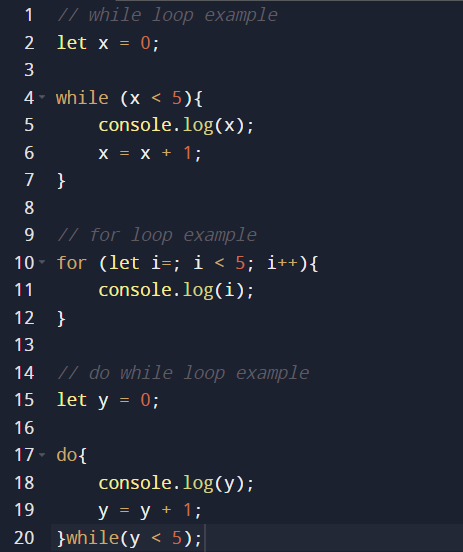 1 // while loop example
2 let x = 0;
3
4 while (x < 5){
5     console.log(x);
6     x = x + 1;
7 }
8
9 // for loop example
10 for (let i=; i < 5; i++){
11     console.log(i);
12 }
13
14 // do while loop example
15 let y = 0;
16
17 do{
18     console.log(y);
19     y = y + 1;
20 }while(y < 5);